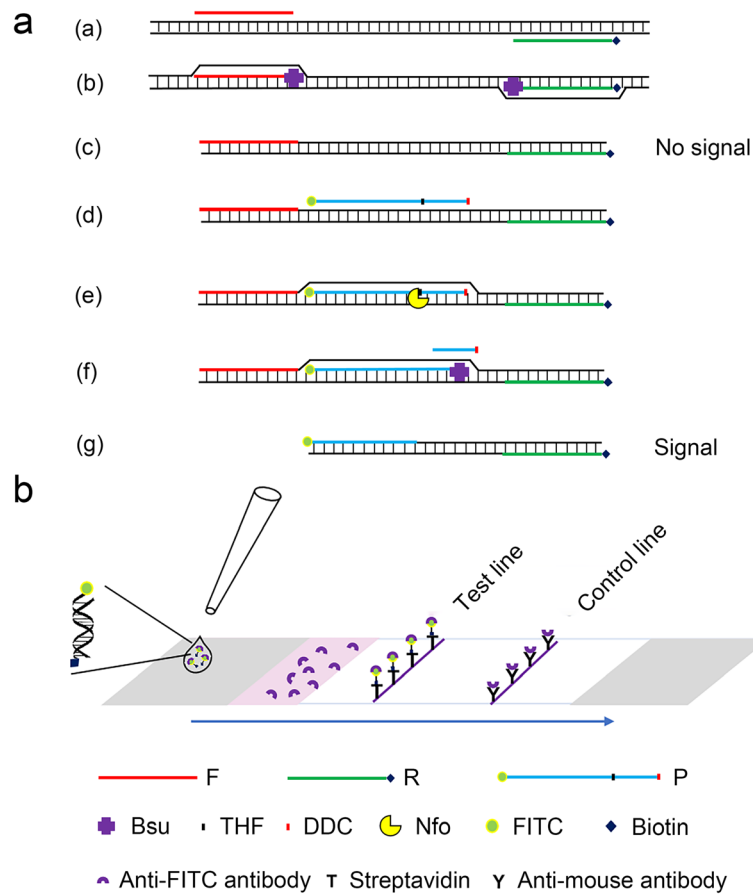 a
(a)
(b)
(c) No signal
(d)
(e)
(f)
(g) Signal
b
Test line
Control line
F R P
Bsu THF DDC Nfo FITC Biotin
Anti-FITC antibody Streptavidin Anti-mouse antibody